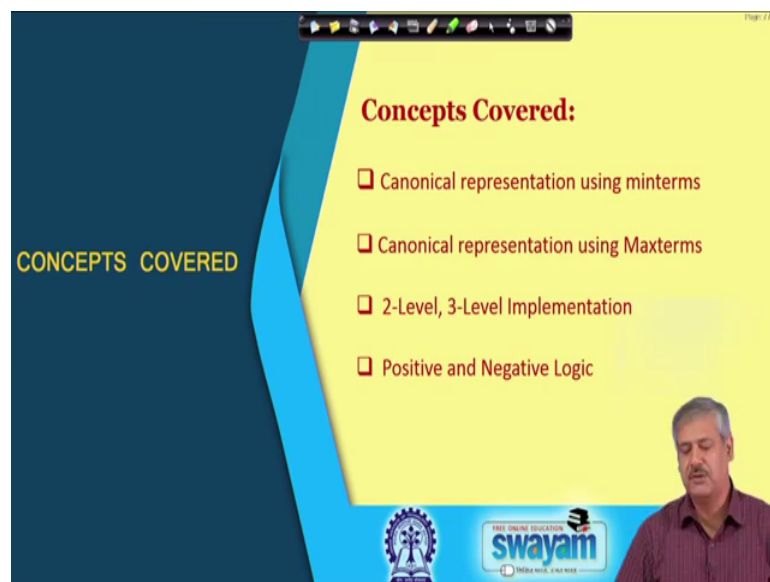 Concepts Covered:
❑ Canonical representation using minterms
❑ Canonical representation using Maxterms
❑ 2-Level, 3-Level Implementation
❑ Positive and Negative Logic
CONCEPTS COVERED
FREE ONLINE EDUCATION
swayam